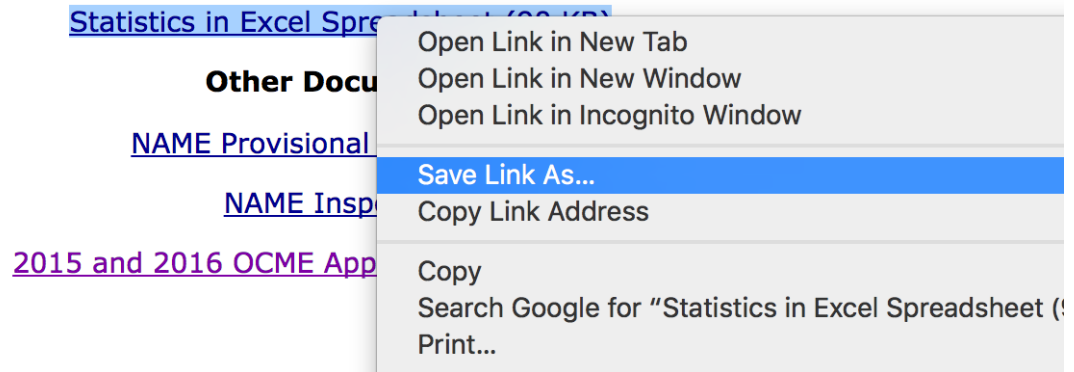 Statistics in Excel Spreadsheet (90 KB)
Open Link in New Tab
Other Docu
Open Link in New Window
Open Link in Incognito Window
NAME Provisional
Save Link As...
NAME Insp
Copy Link Address
2015 and 2016 OCME App
Copy
Search Google for “Statistics in Excel Spreadsheet (
Print...